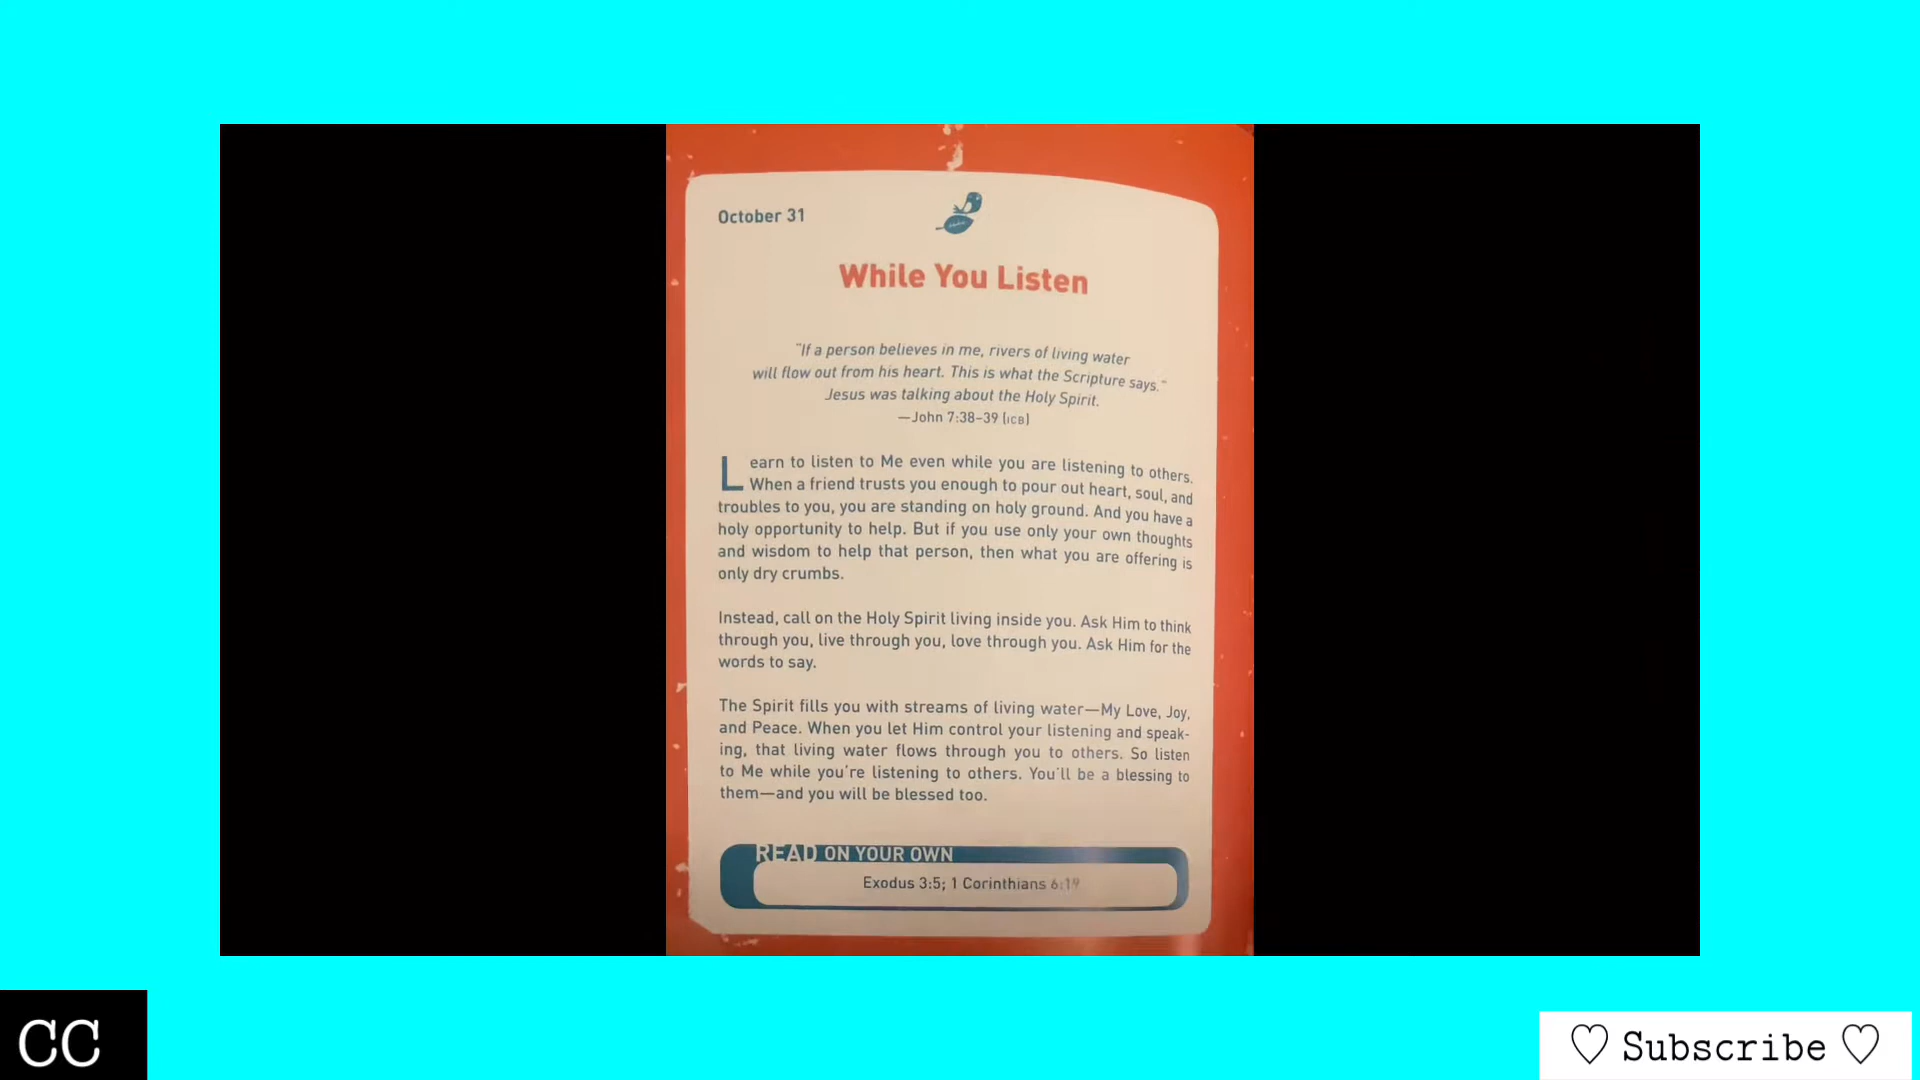 October 31
While You Listen
"If a person believes in me, rivers of living water
will flow out from his heart. This is what the Scripture says."
Jesus was talking about the Holy Spirit.
—John 7:38–39 (ICB)
Learn to listen to Me even while you are listening to others.
When a friend trusts you enough to pour out heart, soul, and
troubles to you, you are standing on holy ground. And you have a
holy opportunity to help. But if you use only your own thoughts
and wisdom to help that person, then what you are offering is
only dry crumbs.
Instead, call on the Holy Spirit living inside you. Ask Him to think
through you, live through you, love through you. Ask Him for the
words to say.
The Spirit fills you with streams of living water—My Love, Joy,
and Peace. When you let Him control your listening and speak-
ing, that living water flows through you to others. So listen
to Me while you're listening to others. You'll be a blessing to
them—and you will be blessed too.
READ ON YOUR OWN
Exodus 3:5; 1 Corinthians 6:19
CC
♡ Subscribe ♡